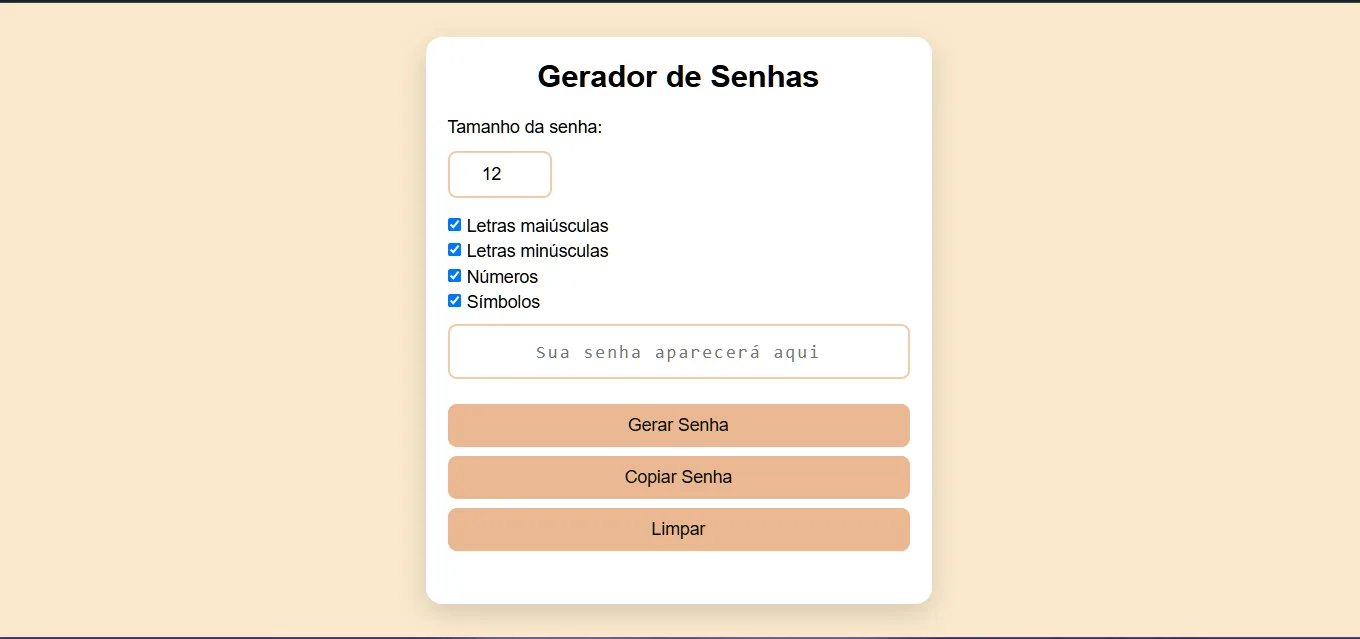 Gerador de Senhas
Tamanho da senha:
12
Letras maiúsculas
Letras minúsculas
Números
Símbolos
Sua senha aparecerá aqui
Gerar Senha
Copiar Senha
Limpar